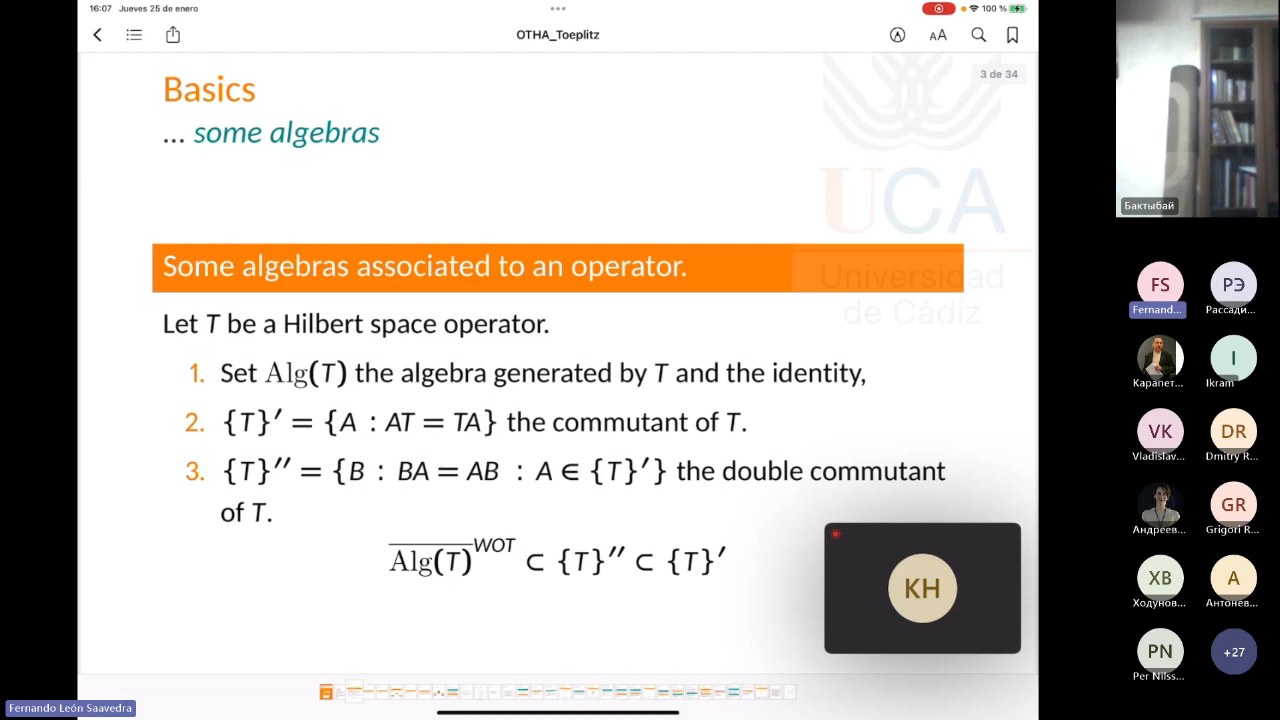 16:07 Jueves 25 de enero
100 %
OTHA_Toeplitz
AA
3 de 34
Basics
... some algebras
UCA
Universidad
de Cádiz
Some algebras associated to an operator.
Let T be a Hilbert space operator.
1. Set Alg(T) the algebra generated by T and the identity,
2. {T}′ = {A : AT = TA} the commutant of T.
3. {T}′′ = {B : BA = AB : A ∈ {T}′} the double commutant
of T.
Alg(T)^WOT ⊂ {T}′′ ⊂ {T}′
KH
Fernando León Saavedra
Бактыбай
FS
Fernand...
РЭ
Рассади...
Карапет...
I
Ikram
VK
Vladislav...
DR
Dmitry R...
Андреев...
GR
Grigori R...
ХВ
Ходунов...
А
Антонев...
PN
Per Nilss...
+27